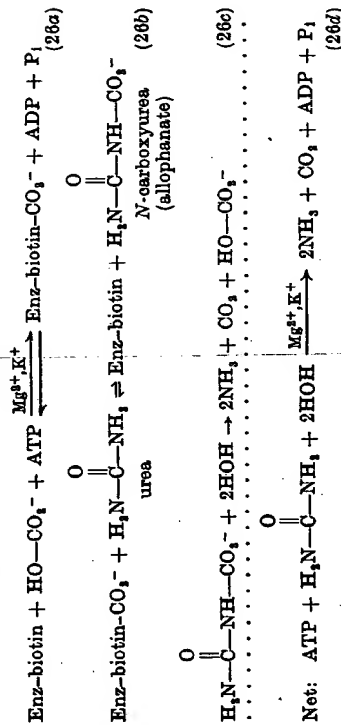 Enz-biotin + HO—CO₂⁻ + ATP ⇌ Enz-biotin-CO₂⁻ + ADP + Pᵢ
Mg²⁺,K⁺
(26a)
O O
Enz-biotin-CO₂⁻ + H₂N—C—NH₂ ⇌ Enz-biotin + H₂N—C—NH—CO₂⁻
(26b)
urea N-carboxyurea
(allophanate)
O
H₂N—C—NH—CO₂⁻ + 2HOH → 2NH₃ + CO₂ + HO—CO₂⁻
(26c)
O
Net: ATP + H₂N—C—NH₂ + 2HOH → 2NH₃ + CO₂ + ADP + Pᵢ
Mg²⁺,K⁺
(26d)